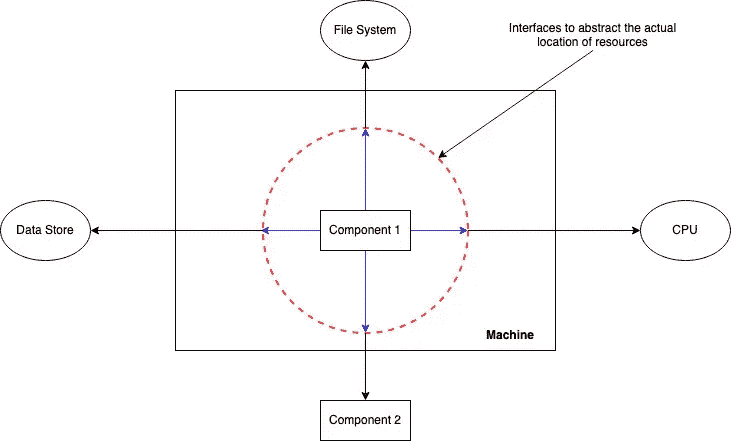 File System
Interfaces to abstract the actual
location of resources
Data Store
Component 1
CPU
Machine
Component 2